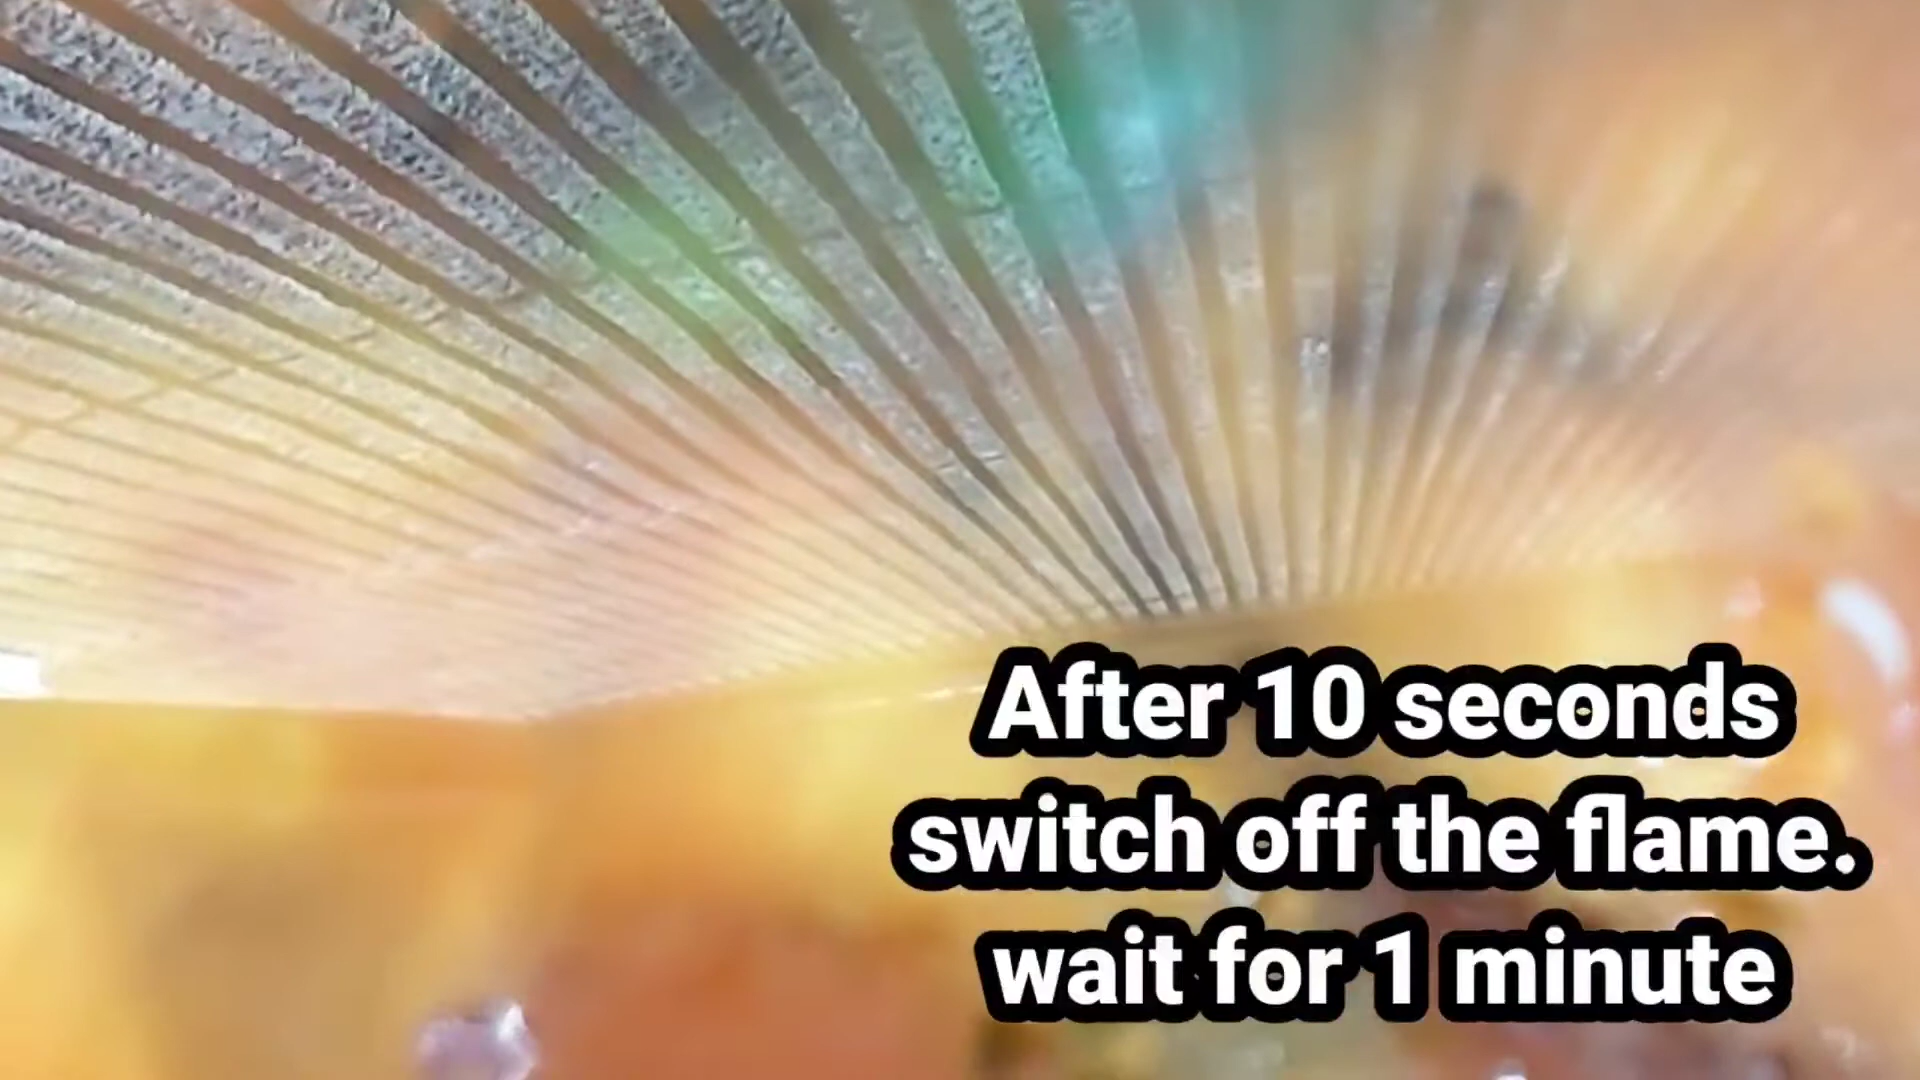 After 10 seconds
switch off the flame.
wait for 1 minute